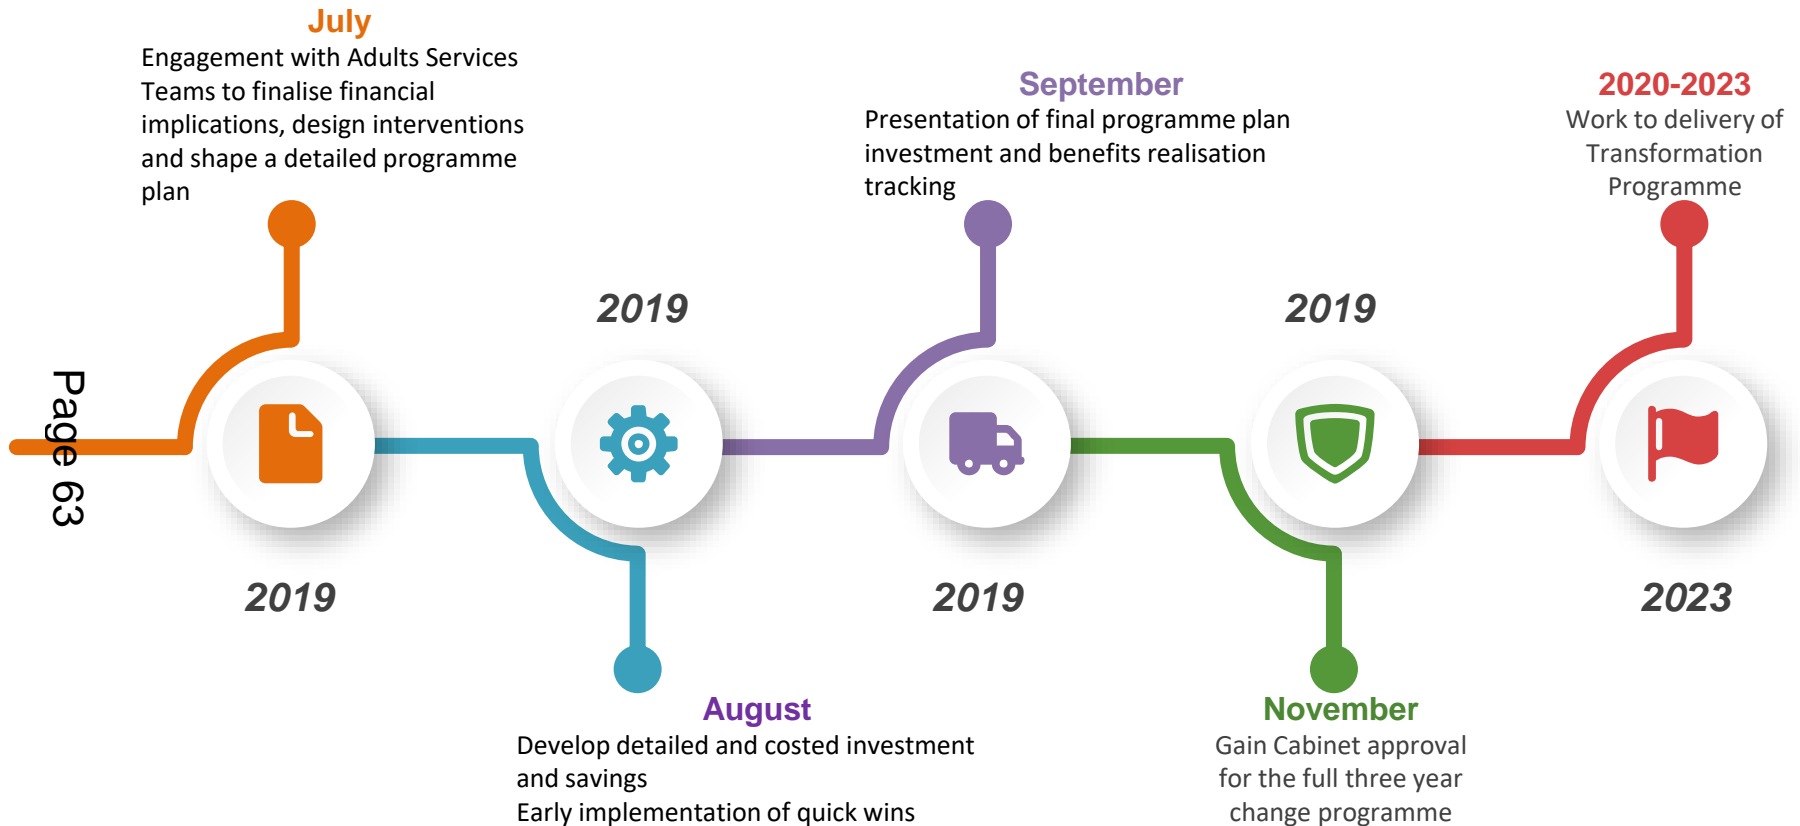 July
Engagement with Adults Services
Teams to finalise financial
implications, design interventions
and shape a detailed programme
plan
September
Presentation of final programme plan
investment and benefits realisation
tracking
2020-2023
Work to delivery of
Transformation
Programme
2019
2019
Page 63
2019
2019
2023
August
Develop detailed and costed investment
and savings
Early implementation of quick wins
November
Gain Cabinet approval
for the full three year
change programme